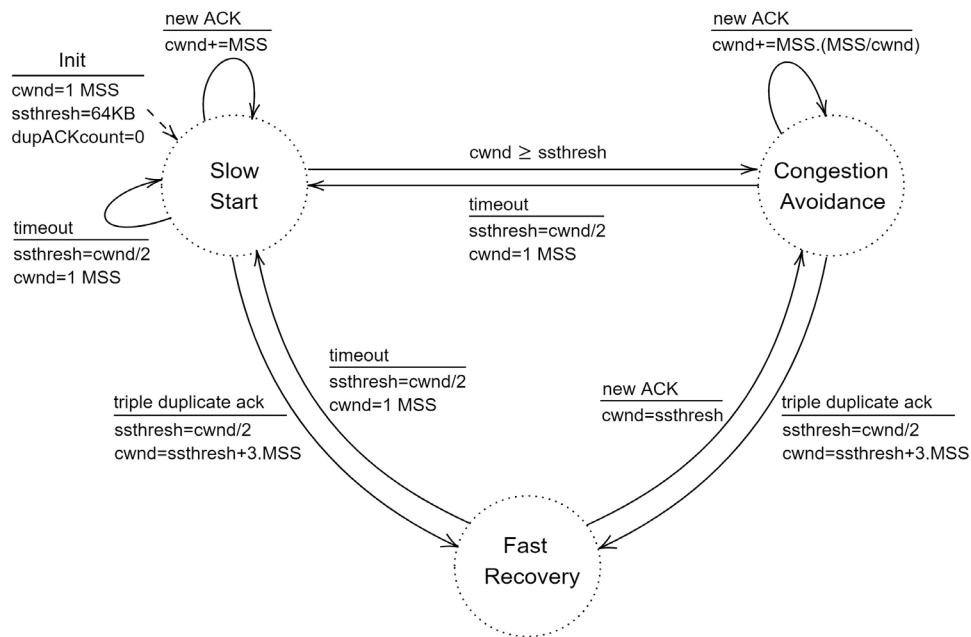 new ACK
cwnd+=MSS
new ACK
cwnd+=MSS.(MSS/cwnd)
Init
cwnd=1 MSS
ssthresh=64KB
dupACKcount=0
Slow
Start
cwnd ≥ ssthresh
Congestion
Avoidance
timeout
ssthresh=cwnd/2
cwnd=1 MSS
timeout
ssthresh=cwnd/2
cwnd=1 MSS
timeout
ssthresh=cwnd/2
cwnd=1 MSS
new ACK
cwnd=ssthresh
triple duplicate ack
ssthresh=cwnd/2
cwnd=ssthresh+3.MSS
triple duplicate ack
ssthresh=cwnd/2
cwnd=ssthresh+3.MSS
Fast
Recovery